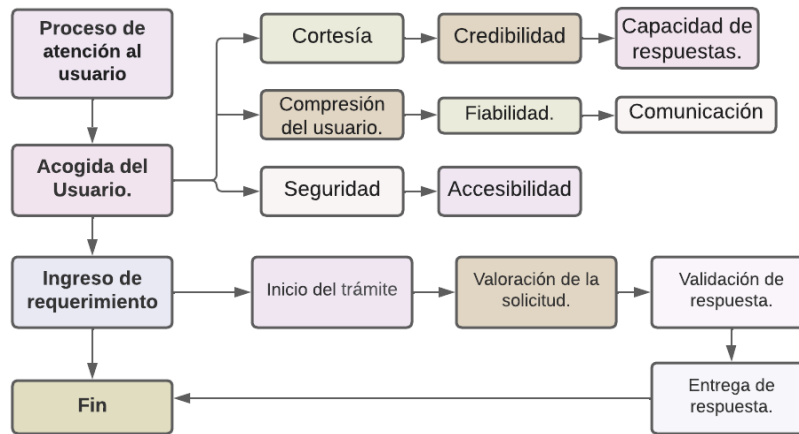 Proceso de
atención al
usuario
Cortesía
Credibilidad
Capacidad de
respuestas.
Compresión
del usuario.
Fiabilidad.
Comunicación
Acogida del
Usuario.
Seguridad
Accesibilidad
Ingreso de
requerimiento
Inicio del trámite
Valoración de la
solicitud.
Validación de
respuesta.
Entrega de
respuesta.
Fin